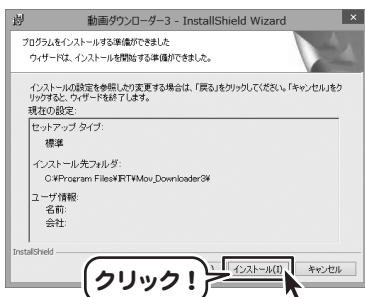 動画ダウンローダー3 - InstallShield Wizard
プログラムをインストールする準備ができました
ウィザードは、インストールを開始する準備ができました。
インストールの設定を参照したり変更する場合は、「戻る」をクリックしてください。「キャンセル」をク
リックすると、ウィザードを終了します。
現在の設定:
セットアップ タイプ:
標準
インストール先フォルダ:
C:¥Program Files¥IRT¥Mov_Downloader3¥
ユーザ情報:
名前:
会社:
InstallShield
インストール(I)
キャンセル
クリック!